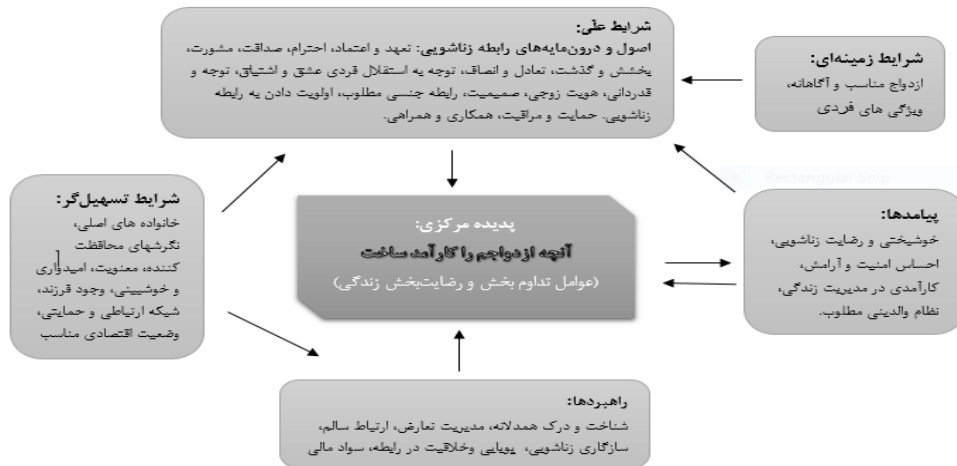 شرایط علّی:
اصول و درون‌مایه‌های رابطه زناشویی: تعهد و اعتماد، احترام، صداقت، مشورت،
بخشش و گذشت، تعادل و انصاف، توجه به استقلال فردی عشق و اشتیاق، توجه و
قدردانی، هویت زوجی، صمیمیت، رابطه جنسی مطلوب، اولویت دادن به رابطه
زناشویی. حمایت و مراقبت، همکاری و همراهی.
شرایط زمینه‌ای:
ازدواج مناسب و آگاهانه،
ویژگی های فردی
شرایط تسهیل‌گر:
خانواده های اصلی،
نگرشهای محافظت
کننده، معنویت، امیدواری
و خوشبینی، وجود فرزند،
شبکه ارتباطی و حمایتی،
وضعیت اقتصادی مناسب
پدیده مرکزی:
آنچه ازدواجم را کارآمد ساخت
(عوامل تداوم بخش و رضایت‌بخش زندگی)
پیامدها:
خوشبختی و رضایت زناشویی،
احساس امنیت و آرامش،
کارآمدی در مدیریت زندگی،
نظام والدینی مطلوب.
راهبردها:
شناخت و درک همدلانه، مدیریت تعارض، ارتباط سالم،
سازگاری زناشویی، پویایی وخلاقیت در رابطه، سواد مالی
Rectangular Snip